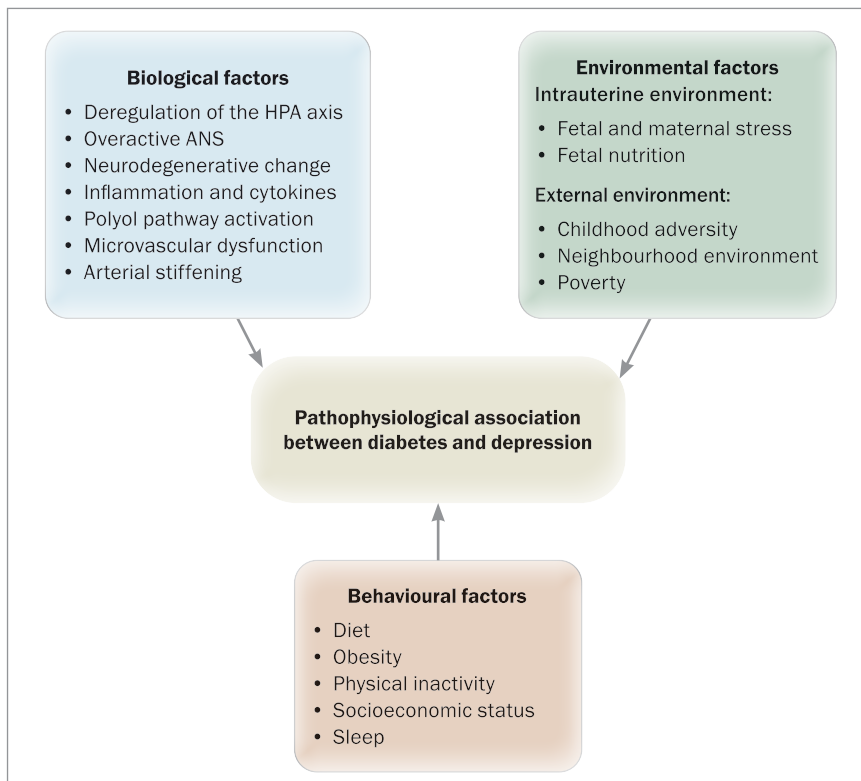 Biological factors
• Deregulation of the HPA axis
• Overactive ANS
• Neurodegenerative change
• Inflammation and cytokines
• Polyol pathway activation
• Microvascular dysfunction
• Arterial stiffening
Environmental factors
Intrauterine environment:
• Fetal and maternal stress
• Fetal nutrition
External environment:
• Childhood adversity
• Neighbourhood environment
• Poverty
Pathophysiological association
between diabetes and depression
Behavioural factors
• Diet
• Obesity
• Physical inactivity
• Socioeconomic status
• Sleep